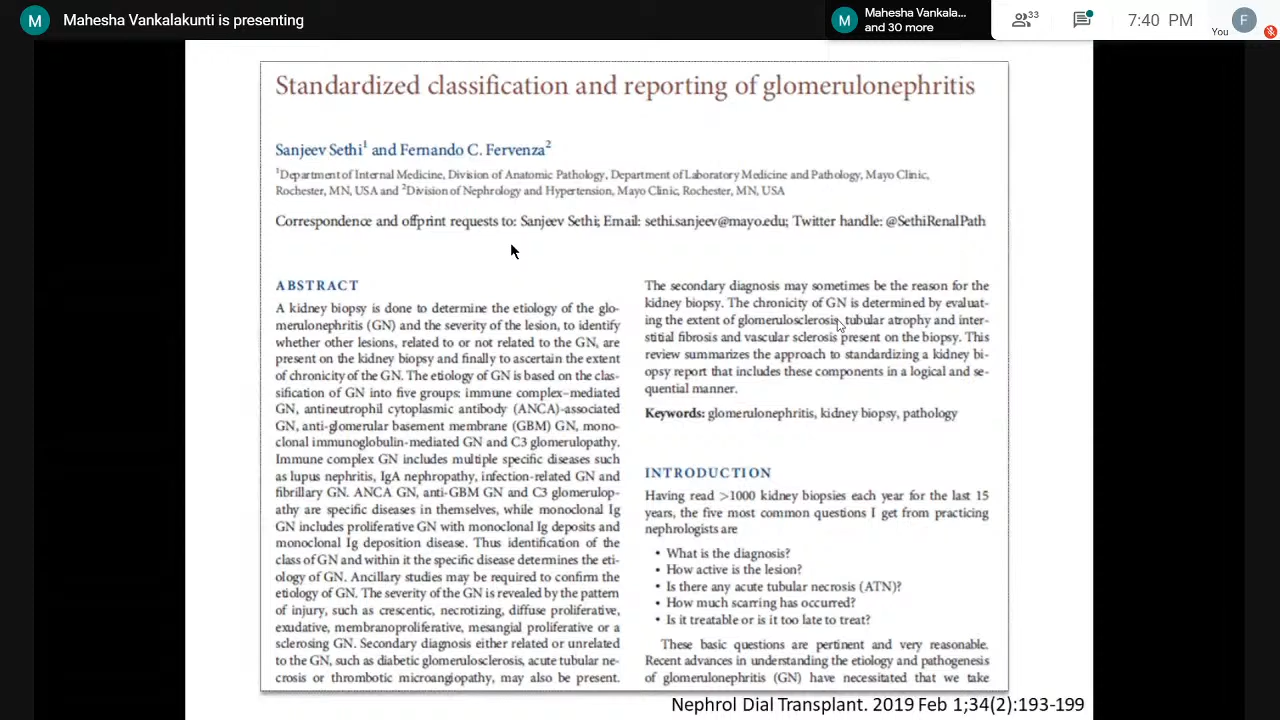 M Mahesha Vankalakunti is presenting
M Mahesha Vankala...
and 30 more
33
7:40 PM
You
F
Standardized classification and reporting of glomerulonephritis
Sanjeev Sethi1 and Fernando C. Fervenza2
1Department of Internal Medicine, Division of Anatomic Pathology, Department of Laboratory Medicine and Pathology, Mayo Clinic,
Rochester, MN, USA and 2Division of Nephrology and Hypertension, Mayo Clinic, Rochester, MN, USA
Correspondence and offprint requests to: Sanjeev Sethi; Email: sethi.sanjeev@mayo.edu; Twitter handle: @SethiRenalPath
ABSTRACT
A kidney biopsy is done to determine the etiology of the glo-
merulonephritis (GN) and the severity of the lesion, to identify
whether other lesions, related to or not related to the GN, are
present on the kidney biopsy and finally to ascertain the extent
of chronicity of the GN. The etiology of GN is based on the clas-
sification of GN into five groups: immune complex–mediated
GN, antineutrophil cytoplasmic antibody (ANCA)-associated
GN, anti-glomerular basement membrane (GBM) GN, mono-
clonal immunoglobulin-mediated GN and C3 glomerulopathy.
Immune complex GN includes multiple specific diseases such
as lupus nephritis, IgA nephropathy, infection-related GN and
fibrillary GN. ANCA GN, anti-GBM GN and C3 glomerulop-
athy are specific diseases in themselves, while monoclonal Ig
GN includes proliferative GN with monoclonal Ig deposits and
monoclonal Ig deposition disease. Thus identification of the
class of GN and within it the specific disease determines the eti-
ology of GN. Ancillary studies may be required to confirm the
etiology of GN. The severity of the GN is revealed by the pattern
of injury, such as crescentic, necrotizing, diffuse proliferative,
exudative, membranoproliferative, mesangial proliferative or a
sclerosing GN. Secondary diagnosis either related or unrelated
to the GN, such as diabetic glomerulosclerosis, acute tubular ne-
crosis or thrombotic microangiopathy, may also be present.
The secondary diagnosis may sometimes be the reason for the
kidney biopsy. The chronicity of GN is determined by evaluat-
ing the extent of glomerulosclerosis, tubular atrophy and inter-
stitial fibrosis and vascular sclerosis present on the biopsy. This
review summarizes the approach to standardizing a kidney bi-
opsy report that includes these components in a logical and se-
quential manner.
Keywords: glomerulonephritis, kidney biopsy, pathology
INTRODUCTION
Having read >1000 kidney biopsies each year for the last 15
years, the five most common questions I get from practicing
nephrologists are
• What is the diagnosis?
• How active is the lesion?
• Is there any acute tubular necrosis (ATN)?
• How much scarring has occurred?
• Is it treatable or is it too late to treat?
These basic questions are pertinent and very reasonable.
Recent advances in understanding the etiology and pathogenesis
of glomerulonephritis (GN) have necessitated that we take
Nephrol Dial Transplant. 2019 Feb 1;34(2):193-199